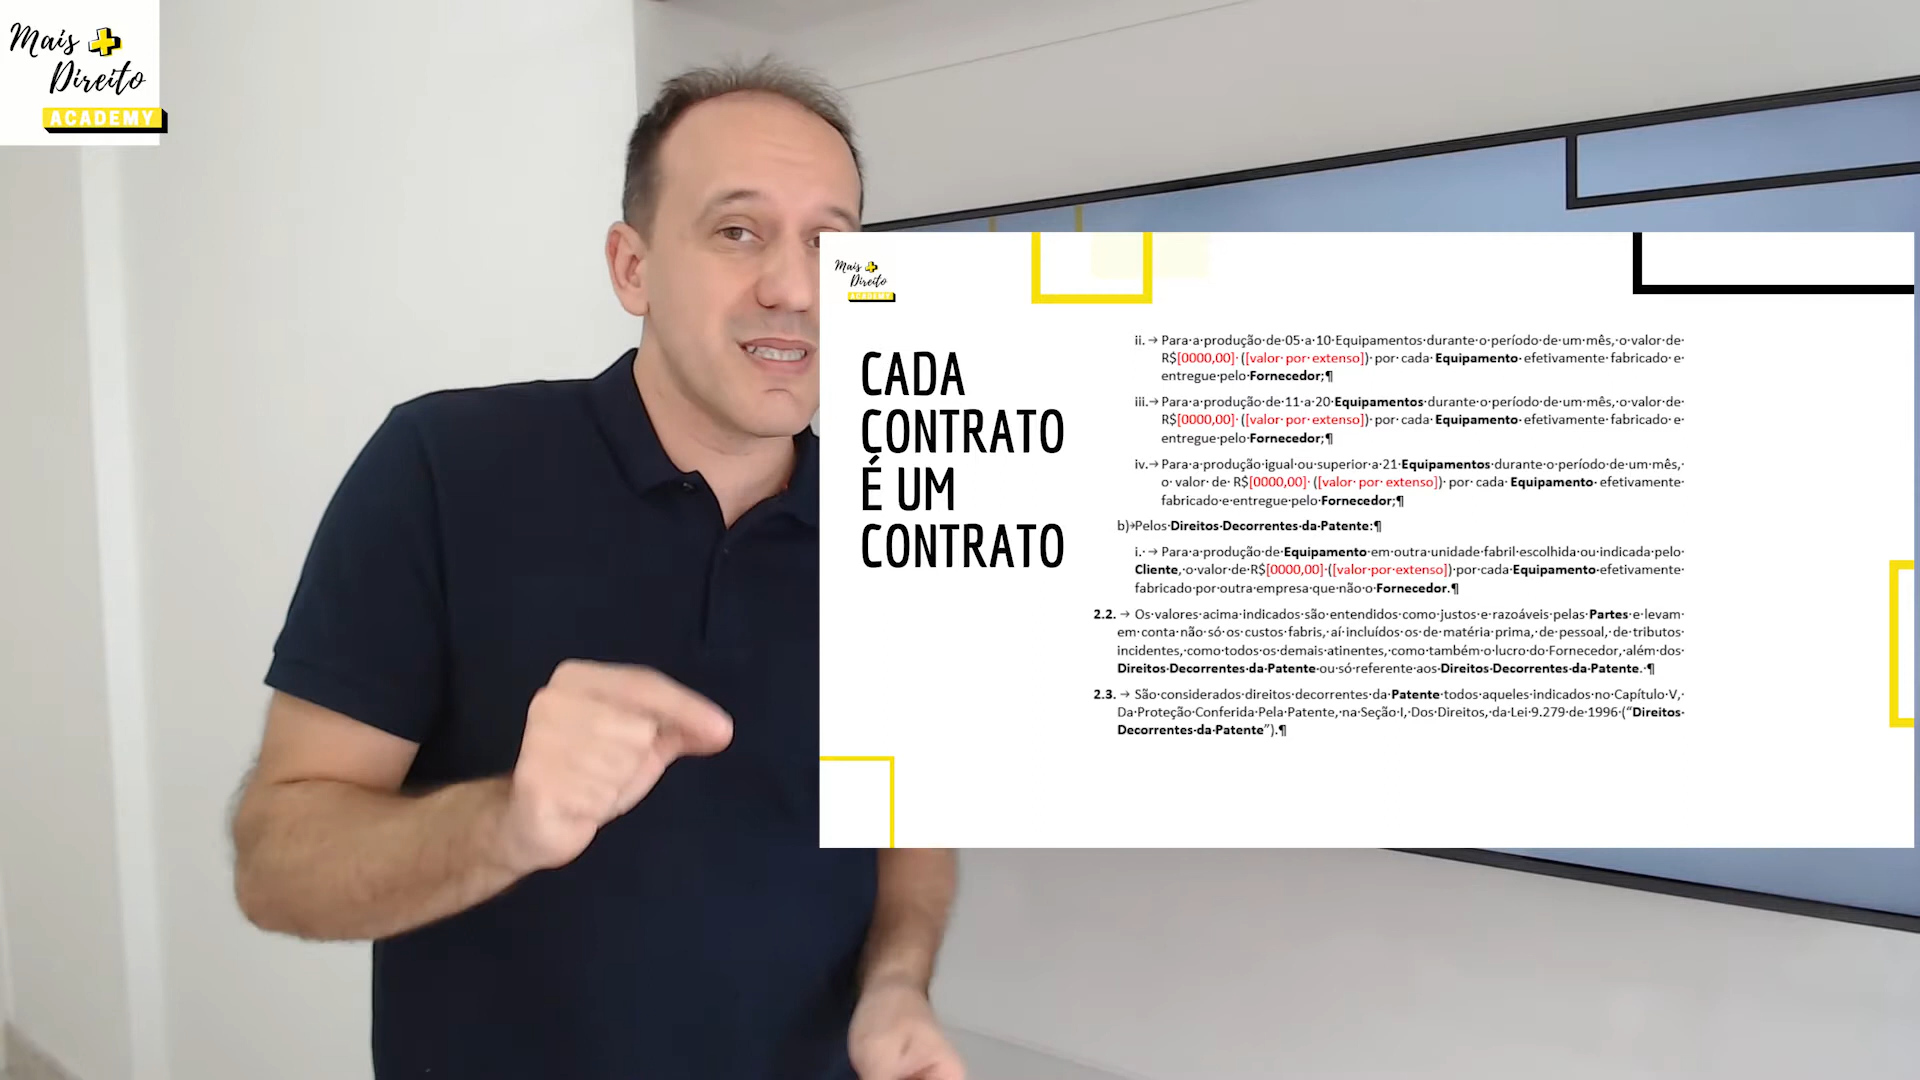 Mais + Direito
ACADEMY
Mais + Direito
ACADEMY
CADA
CONTRATO
É UM
CONTRATO
ii. → Para·a·produção·de·05·a·10·Equipamentos·durante·o·período·de·um·mês,·o·valor·de·
R$[0000,00]·([valor·por·extenso])·por·cada·Equipamento·efetivamente·fabricado·e·
entregue·pelo·Fornecedor;¶
iii.→ Para·a·produção·de·11·a·20·Equipamentos·durante·o·período·de·um·mês,·o·valor·de·
R$[0000,00]·([valor·por·extenso])·por·cada·Equipamento·efetivamente·fabricado·e·
entregue·pelo·Fornecedor;¶
iv.→ Para·a·produção·igual·ou·superior·a·21·Equipamentos·durante·o·período·de·um·mês,·
o·valor·de·R$[0000,00]·([valor·por·extenso])·por·cada·Equipamento·efetivamente·
fabricado·e·entregue·pelo·Fornecedor;¶
b)→Pelos·Direitos·Decorrentes·da·Patente:¶
i.·→ Para·a·produção·de·Equipamento·em·outra·unidade·fabril·escolhida·ou·indicada·pelo·
Cliente,·o·valor·de·R$[0000,00]·([valor·por·extenso])·por·cada·Equipamento·efetivamente·
fabricado·por·outra·empresa·que·não·o·Fornecedor.¶
2.2. → Os·valores·acima·indicados·são·entendidos·como·justos·e·razoáveis·pelas·Partes·e·levam·
em·conta·não·só·os·custos·fabris,·aí·incluídos·os·de·matéria·prima,·de·pessoal,·de·tributos·
incidentes,·como·todos·os·demais·atinentes,·como·também·o·lucro·do·Fornecedor,·além·dos·
Direitos·Decorrentes·da·Patente·ou·só·referente·aos·Direitos·Decorrentes·da·Patente.·¶
2.3. → São·considerados·direitos·decorrentes·da·Patente·todos·aqueles·indicados·no·Capítulo·V,·
Da·Proteção·Conferida·Pela·Patente,·na·Seção·I,·Dos·Direitos,·da·Lei·9.279·de·1996·(“Direitos·
Decorrentes·da·Patente”).¶